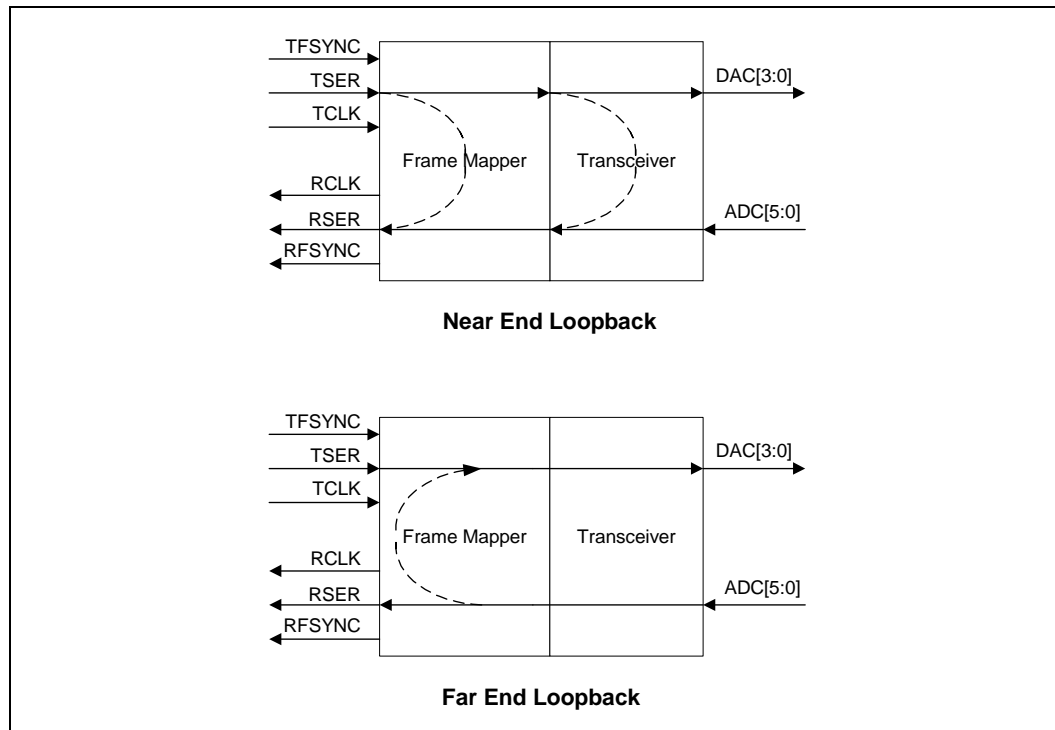 TFSYNC
TSER
TCLK
DAC[3:0]
Frame Mapper
Transceiver
RCLK
RSER
RFSYNC
ADC[5:0]
Near End Loopback
TFSYNC
TSER
TCLK
DAC[3:0]
Frame Mapper
Transceiver
RCLK
RSER
RFSYNC
ADC[5:0]
Far End Loopback